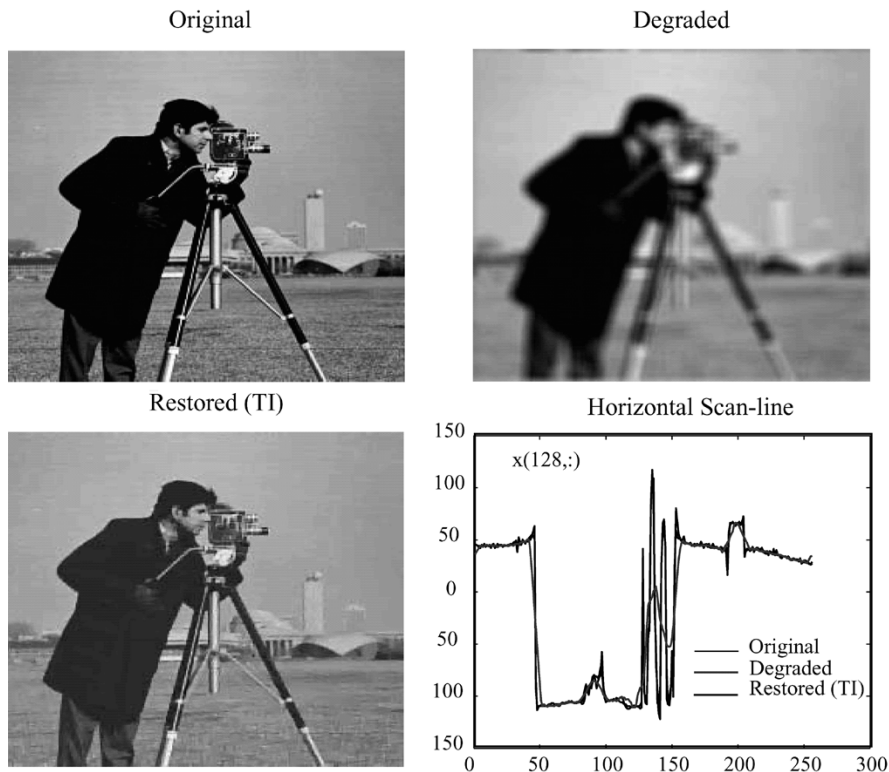 Original
Degraded
Restored (TI)
Horizontal Scan-line
150
100
50
0
50
100
150
x(128,:)
Original
Degraded
Restored (TI)
0 50 100 150 200 250 300